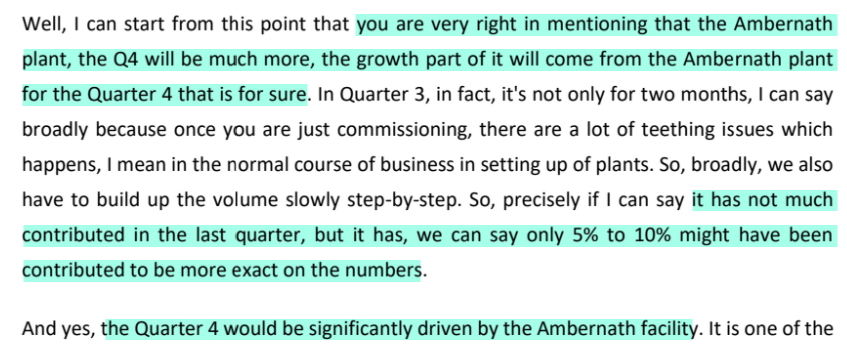 Well, I can start from this point that you are very right in mentioning that the Ambernath
plant, the Q4 will be much more, the growth part of it will come from the Ambernath plant
for the Quarter 4 that is for sure. In Quarter 3, in fact, it's not only for two months, I can say
broadly because once you are just commissioning, there are a lot of teething issues which
happens, I mean in the normal course of business in setting up of plants. So, broadly, we also
have to build up the volume slowly step-by-step. So, precisely if I can say it has not much
contributed in the last quarter, but it has, we can say only 5% to 10% might have been
contributed to be more exact on the numbers.
And yes, the Quarter 4 would be significantly driven by the Ambernath facility. It is one of the